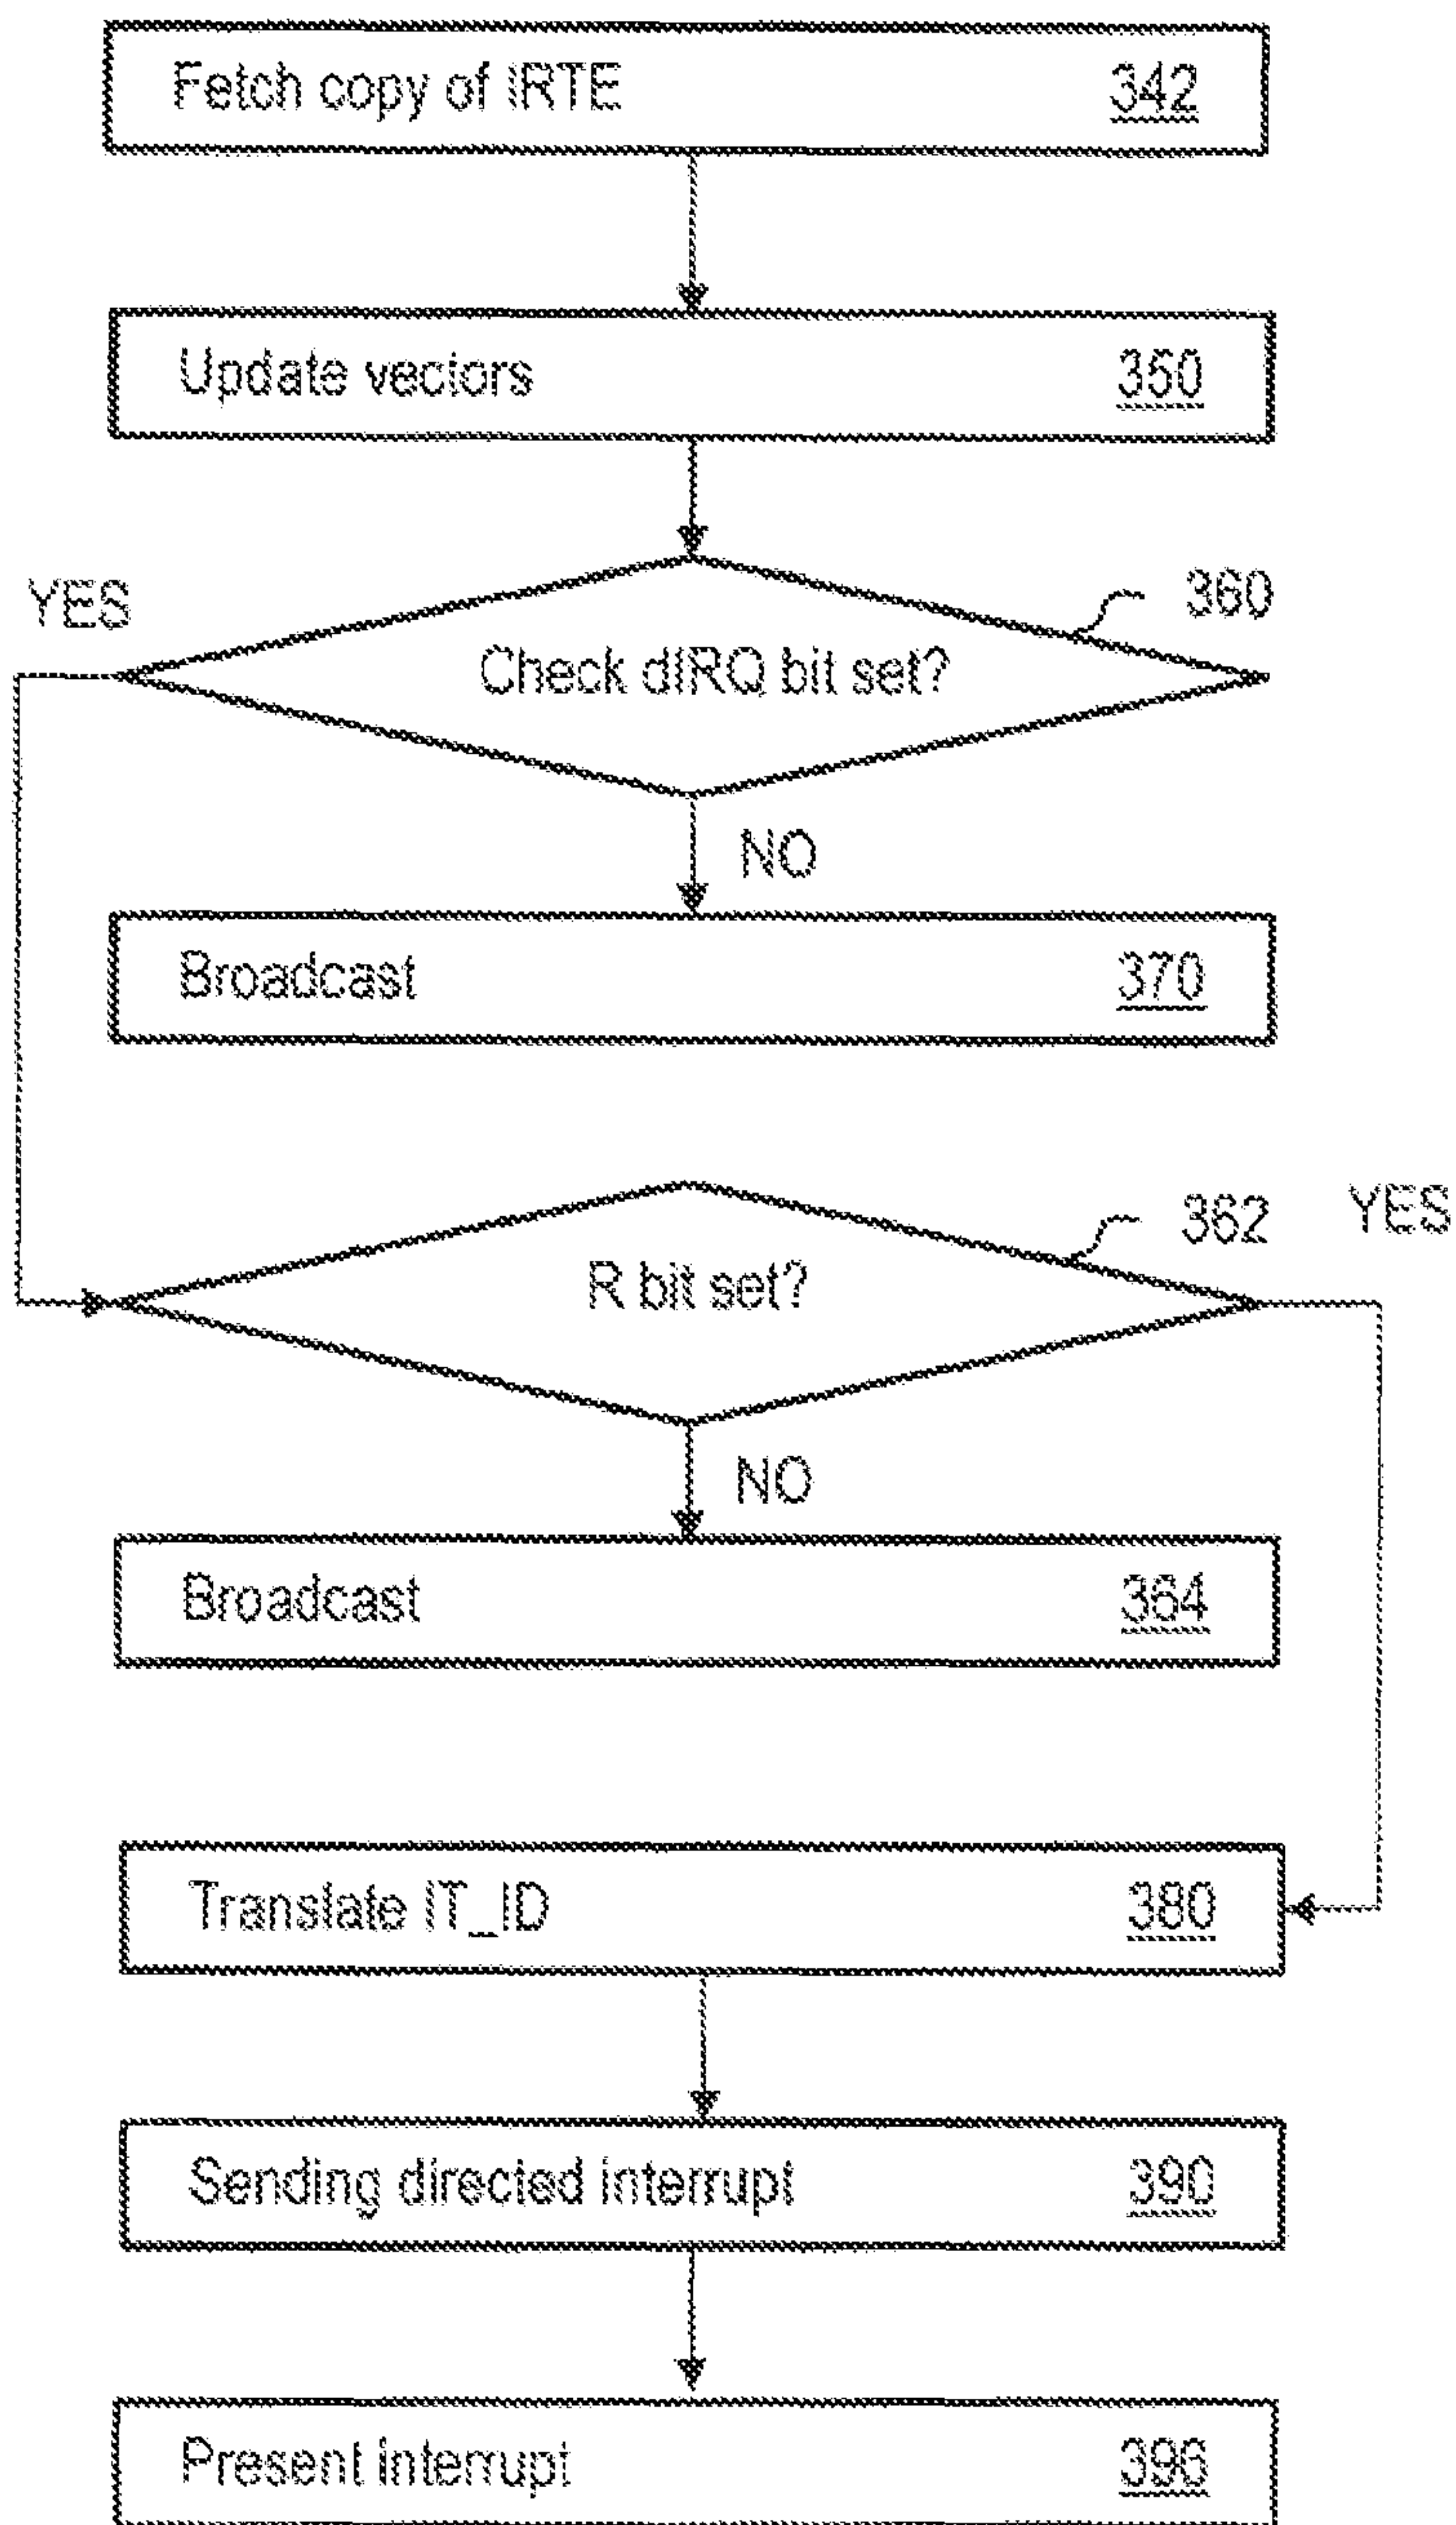 Fetch copy of IRTE 342
Update vectors 350
YES
360
Check dIRQ bit set?
NO
Broadcast 370
362
YES
R bit set?
NO
Broadcast 364
Translate IT_ID 380
Sending directed interrupt 390
Present interrupt 396